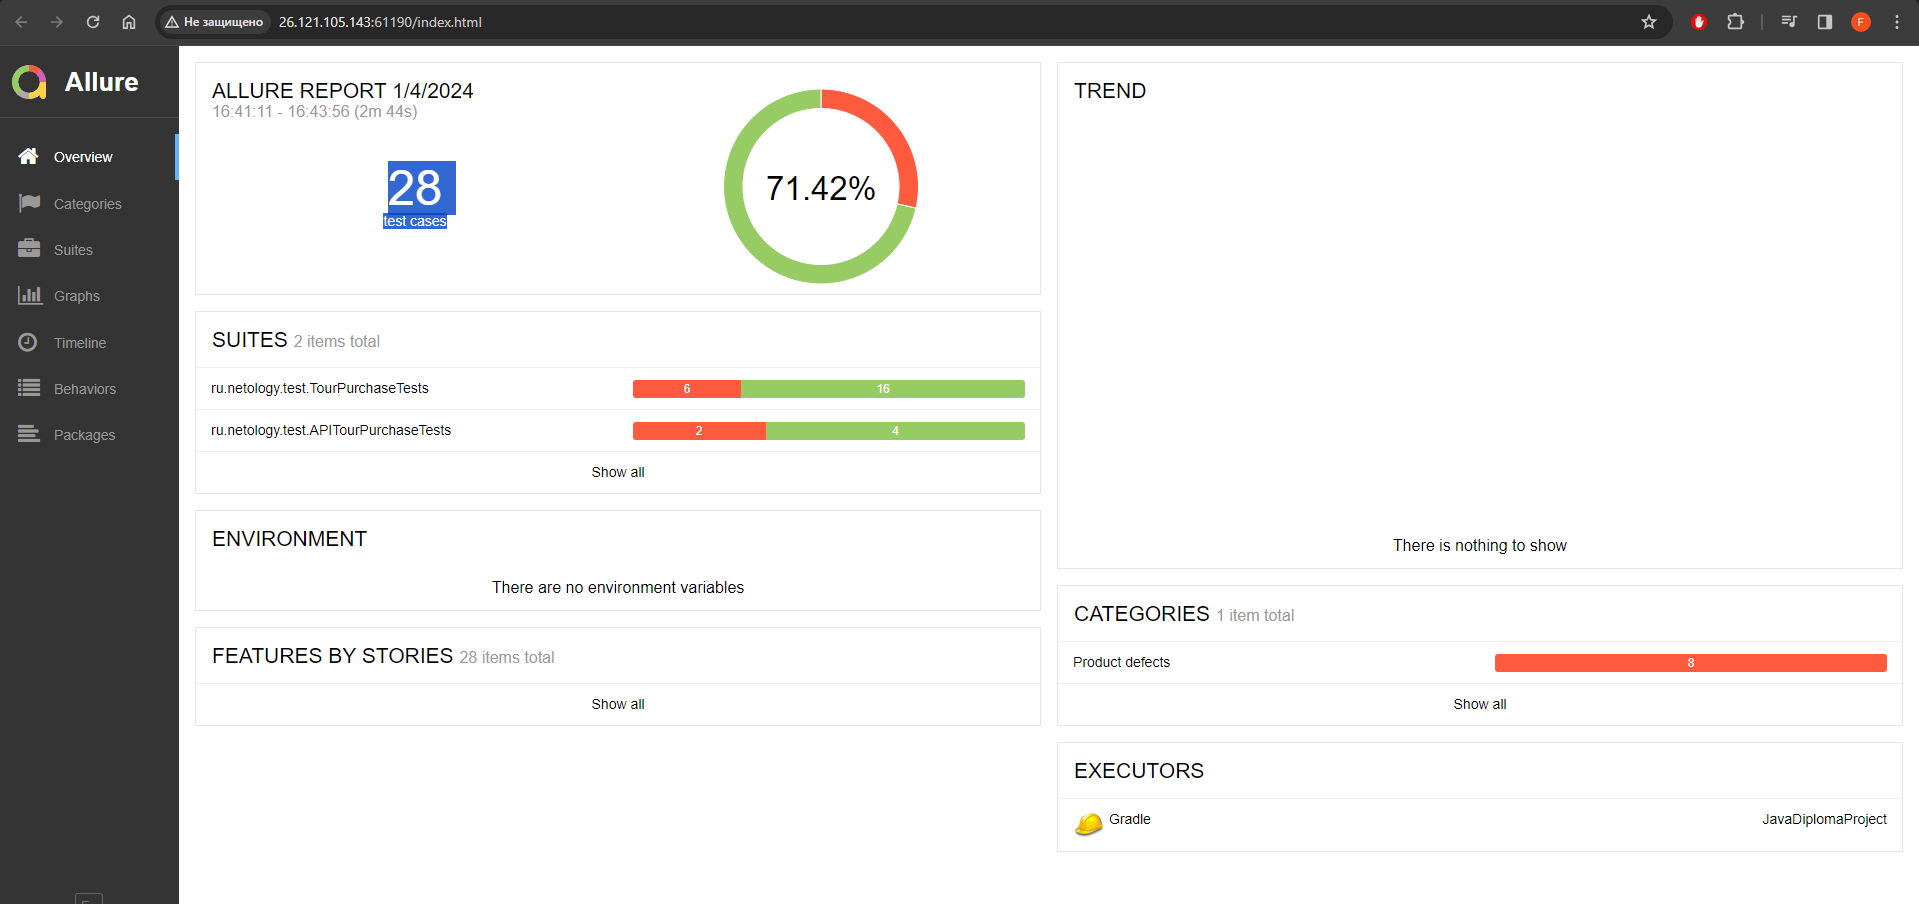 Не защищено
26.121.105.143:61190/index.html
F
Allure
Overview
Categories
Suites
Graphs
Timeline
Behaviors
Packages
ALLURE REPORT 1/4/2024
16:41:11 - 16:43:56 (2m 44s)
28
test cases
71.42%
SUITES 2 items total
ru.netology.test.TourPurchaseTests 6 16
ru.netology.test.APITourPurchaseTests 2 4
Show all
ENVIRONMENT
There are no environment variables
FEATURES BY STORIES 28 items total
Show all
TREND
There is nothing to show
CATEGORIES 1 item total
Product defects 8
Show all
EXECUTORS
Gradle JavaDiplomaProject